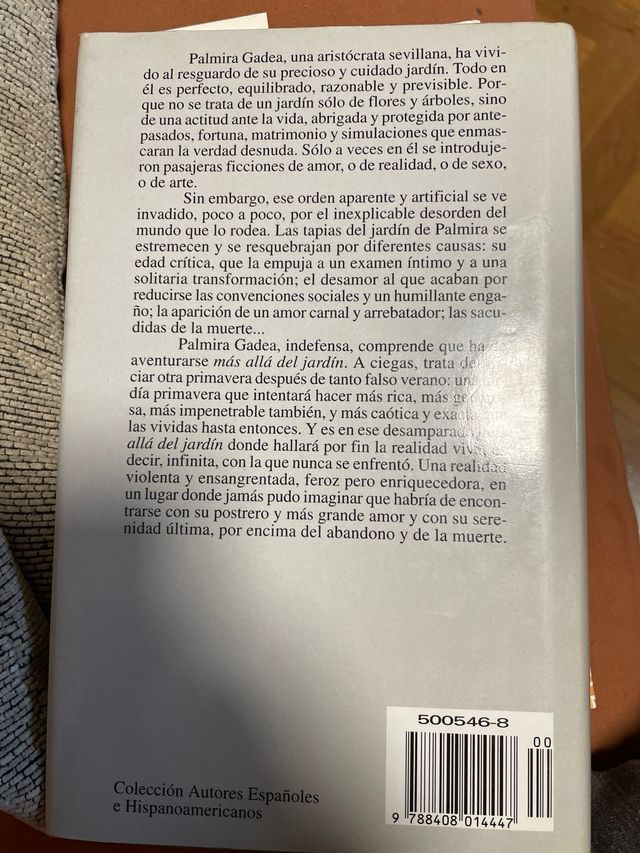 Palmira Gadea, una aristócrata sevillana, ha vivi-
do al resguardo de su precioso y cuidado jardín. Todo en
él es perfecto, equilibrado, razonable y previsible. Por-
que no se trata de un jardín sólo de flores y árboles, sino
de una actitud ante la vida, abrigada y protegida por ante-
pasados, fortuna, matrimonio y simulaciones que enmas-
caran la verdad desnuda. Sólo a veces en él se introduje-
ron pasajeras ficciones de amor, o de realidad, o de sexo,
o de arte.
Sin embargo, ese orden aparente y artificial se ve
invadido, poco a poco, por el inexplicable desorden del
mundo que lo rodea. Las tapias del jardín de Palmira se
estremecen y se resquebrajan por diferentes causas: su
edad crítica, que la empuja a un examen íntimo y a una
solitaria transformación; el desamor al que acaban por
reducirse las convenciones sociales y un humillante enga-
ño; la aparición de un amor carnal y arrebatador; las sacu-
didas de la muerte...
Palmira Gadea, indefensa, comprende que ha
aventurarse más allá del jardín. A ciegas, trata de
ciar otra primavera después de tanto falso verano: una
día primavera que intentará hacer más rica, más
sa, más impenetrable también, y más caótica y exacta que
las vividas hasta entonces. Y es en ese desamparado
allá del jardín donde hallará por fin la realidad viva, es
decir, infinita, con la que nunca se enfrentó. Una realidad
violenta y ensangrentada, feroz pero enriquecedora, en
un lugar donde jamás pudo imaginar que habría de encon-
trarse con su postrero y más grande amor y con su sere-
nidad última, por encima del abandono y de la muerte.
Colección Autores Españoles
e Hispanoamericanos
500546-8
00
9 788408 014447